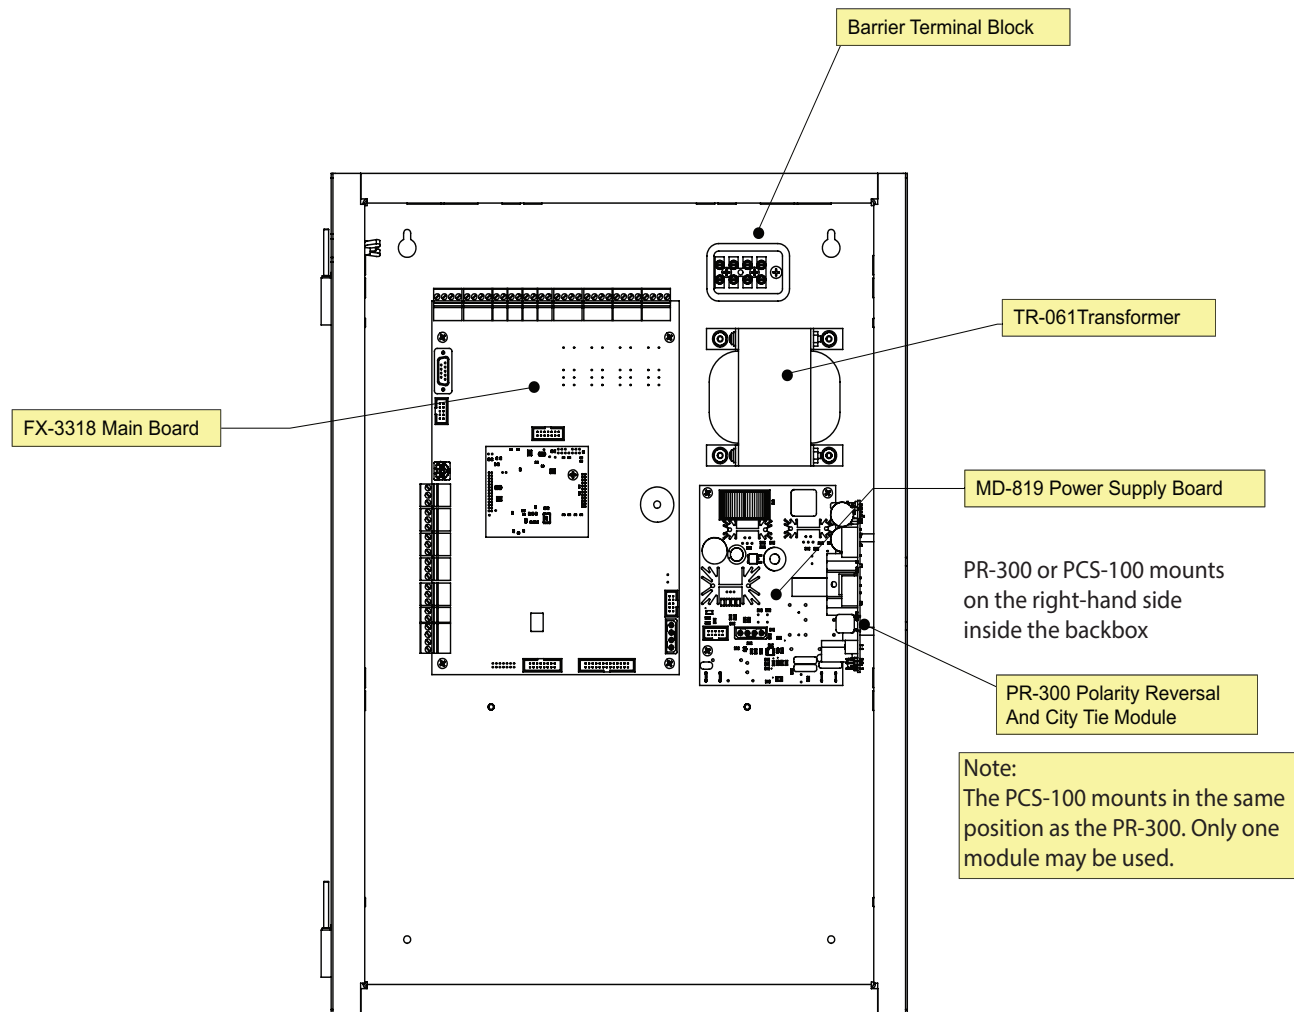 Barrier Terminal Block
TR-061Transformer
FX-3318 Main Board
MD-819 Power Supply Board
PR-300 or PCS-100 mounts
on the right-hand side
inside the backbox
PR-300 Polarity Reversal
And City Tie Module
Note:
The PCS-100 mounts in the same
position as the PR-300. Only one
module may be used.